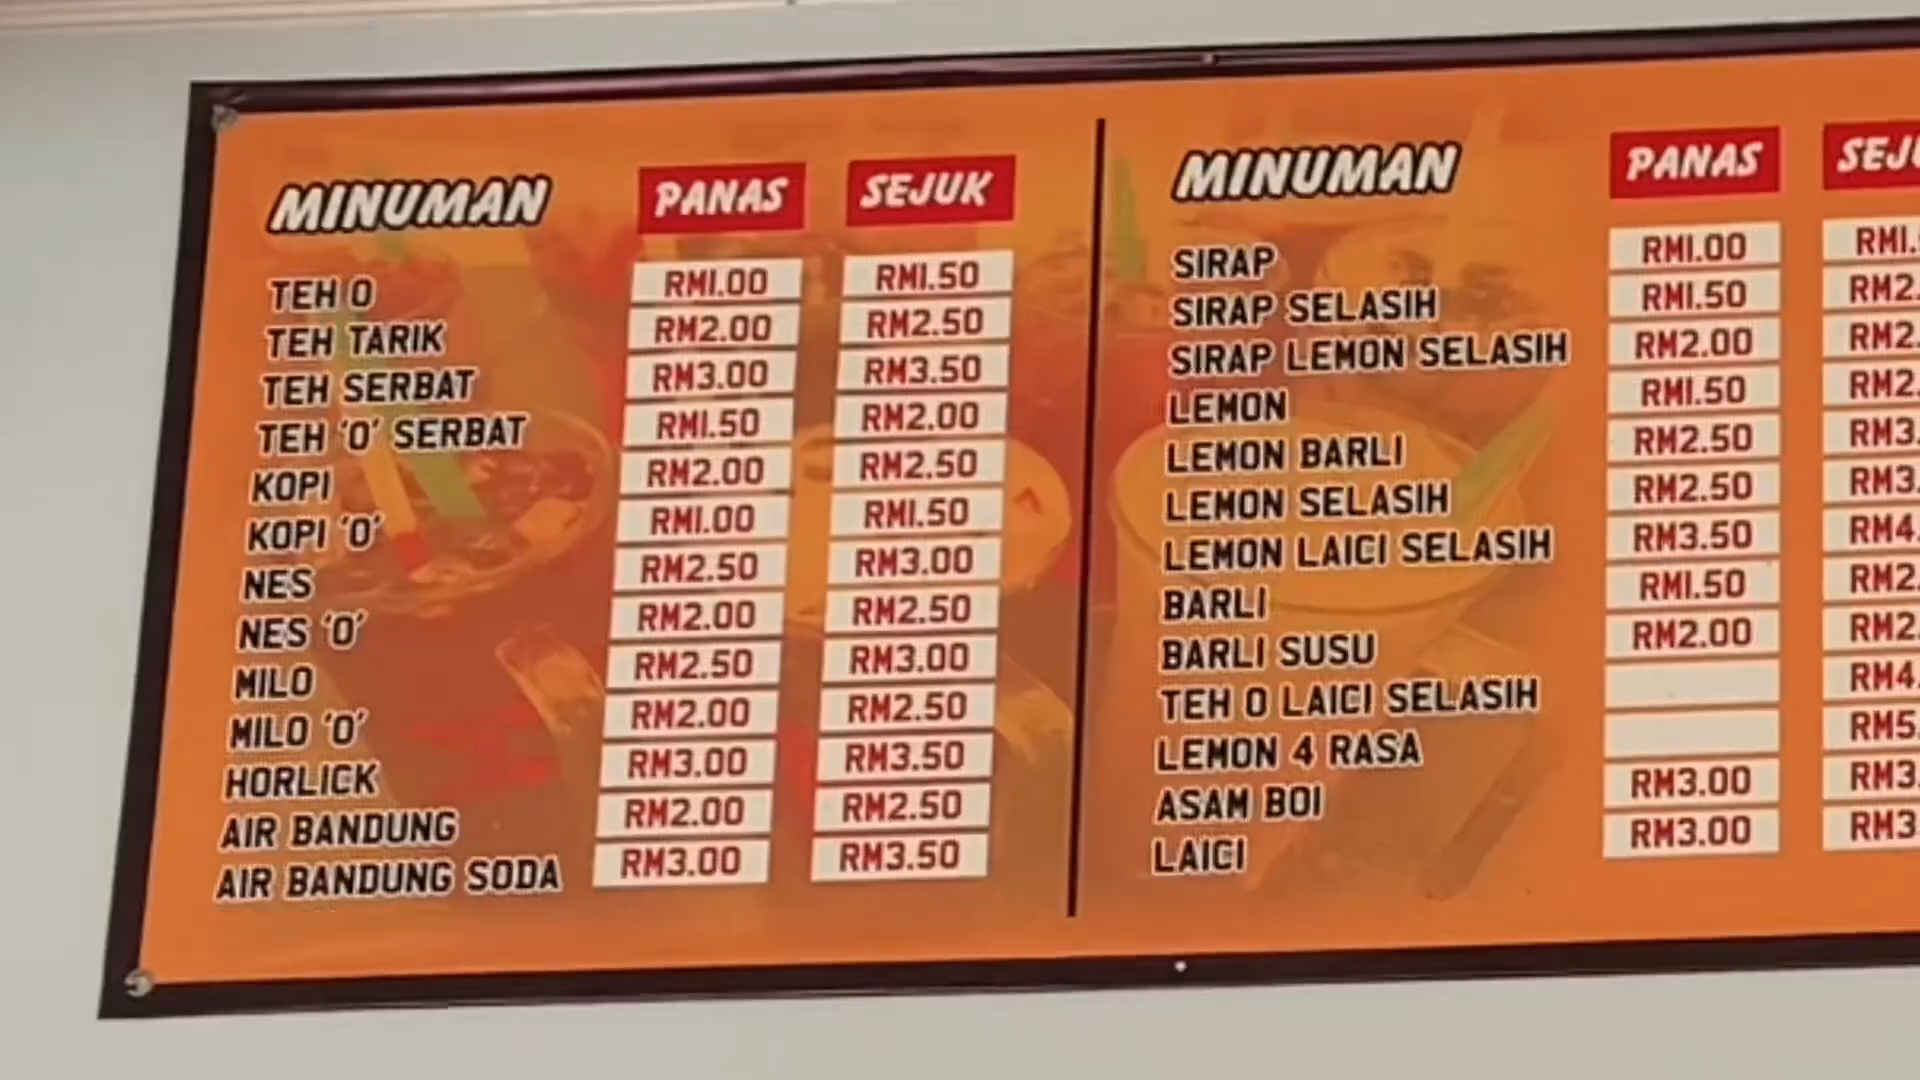 MINUMAN PANAS SEJUK
TEH O RM1.00 RM1.50
TEH TARIK RM2.00 RM2.50
TEH SERBAT RM3.00 RM3.50
TEH 'O' SERBAT RM1.50 RM2.00
KOPI RM2.00 RM2.50
KOPI 'O' RM1.00 RM1.50
NES RM2.50 RM3.00
NES 'O' RM2.00 RM2.50
MILO RM2.50 RM3.00
MILO 'O' RM2.00 RM2.50
HORLICK RM3.00 RM3.50
AIR BANDUNG RM2.00 RM2.50
AIR BANDUNG SODA RM3.00 RM3.50
MINUMAN PANAS
SIRAP RM1.00
SIRAP SELASIH RM1.50
SIRAP LEMON SELASIH RM2.00
LEMON RM1.50
LEMON BARLI RM2.50
LEMON SELASIH RM2.50
LEMON LAICI SELASIH RM3.50
BARLI RM1.50
BARLI SUSU RM2.00
TEH O LAICI SELASIH
LEMON 4 RASA
ASAM BOI RM3.00
LAICI RM3.00